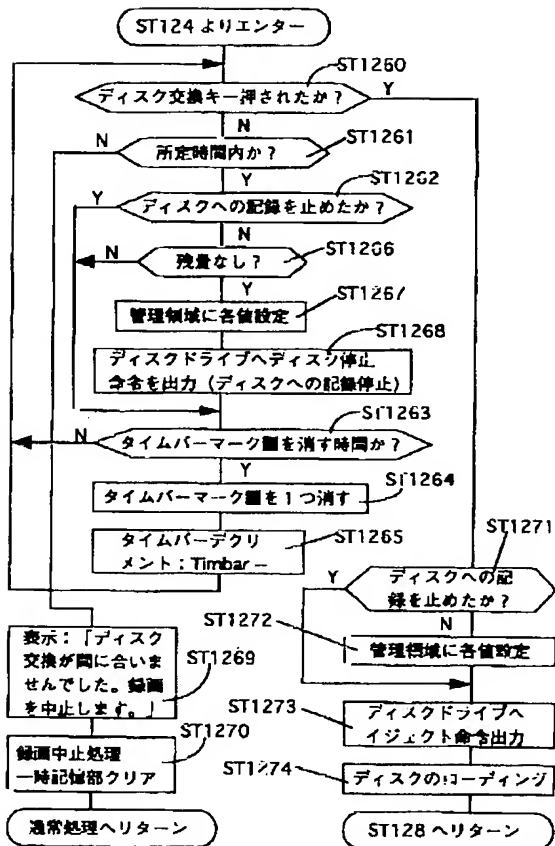 ST124 よりエンター
ST1260
ディスク交換キー押されたか？
Y
N
ST1261
N
所定時間内か？
Y
ST1262
Y
ディスクへの記録を止めたか？
N
ST1266
N
残量なし？
Y
ST1267
管理領域に各値設定
ST1268
ディスクドライブへディスク停止
命令を出力（ディスクへの記録停止）
ST1263
N
タイムバーマーク■を消す時間か？
Y
ST1264
タイムバーマーク■を１つ消す
ST1265
タイムバーデクリ
メント：Timbar −
ST1271
Y
ディスクへの記
録を止めたか？
N
ST1272
管理領域に各値設定
表示：「ディスク
交換が間に合いま
せんでした。録画
を中止します。」
ST1269
ST1273
ディスクドライブへ
イジェクト命令出力
ST1270
録画中止処理
一時記憶部クリア
ST1274
ディスクのローディング
通常処理へリターン
ST128 へリターン